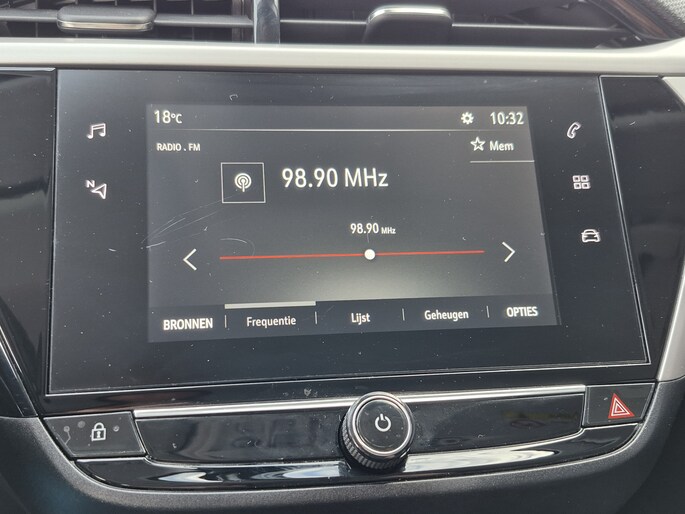 18°C 10:32
RADIO . FM Mem
98.90 MHz
98.90 MHz
BRONNEN Frequentie Lijst Geheugen OPTIES
N